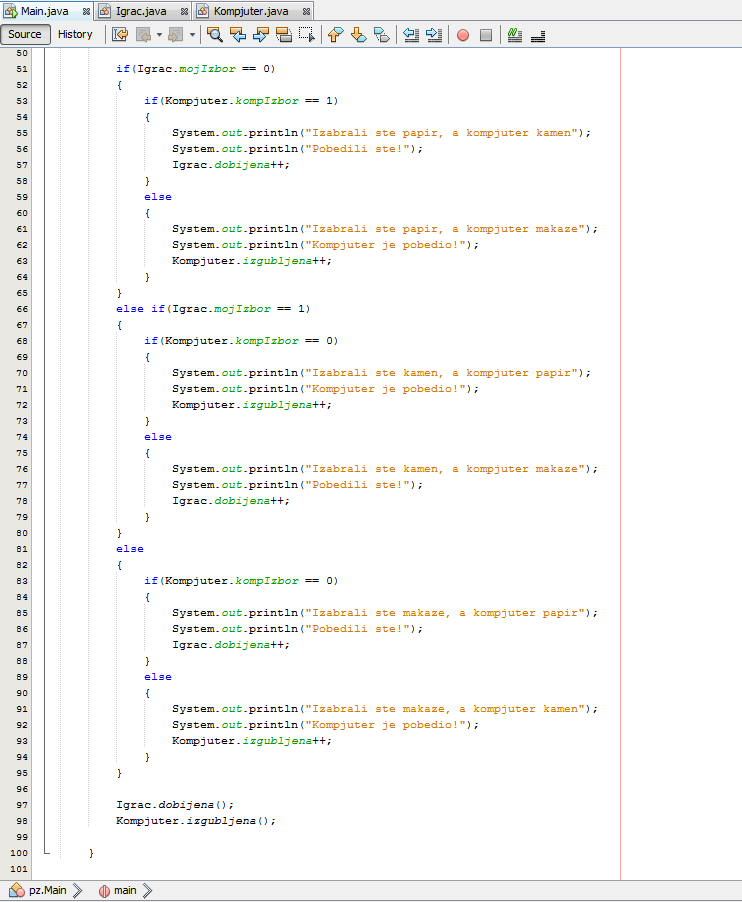 Main.java Igrac.java Kompjuter.java
Source History
50
51 if(Igrac.mojIzbor == 0)
52 {
53 if(Kompjuter.kompIzbor == 1)
54 {
55 System.out.println("Izabrali ste papir, a kompjuter kamen");
56 System.out.println("Pobedili ste!");
57 Igrac.dobijena++;
58 }
59 else
60 {
61 System.out.println("Izabrali ste papir, a kompjuter makaze");
62 System.out.println("Kompjuter je pobedio!");
63 Kompjuter.izgubljena++;
64 }
65 }
66 else if(Igrac.mojIzbor == 1)
67 {
68 if(Kompjuter.kompIzbor == 0)
69 {
70 System.out.println("Izabrali ste kamen, a kompjuter papir");
71 System.out.println("Kompjuter je pobedio!");
72 Kompjuter.izgubljena++;
73 }
74 else
75 {
76 System.out.println("Izabrali ste kamen, a kompjuter makaze");
77 System.out.println("Pobedili ste!");
78 Igrac.dobijena++;
79 }
80 }
81 else
82 {
83 if(Kompjuter.kompIzbor == 0)
84 {
85 System.out.println("Izabrali ste makaze, a kompjuter papir");
86 System.out.println("Pobedili ste!");
87 Igrac.dobijena++;
88 }
89 else
90 {
91 System.out.println("Izabrali ste makaze, a kompjuter kamen");
92 System.out.println("Kompjuter je pobedio!");
93 Kompjuter.izgubljena++;
94 }
95 }
96
97 Igrac.dobijena();
98 Kompjuter.izgubljena();
99
100 }
101
pz.Main main